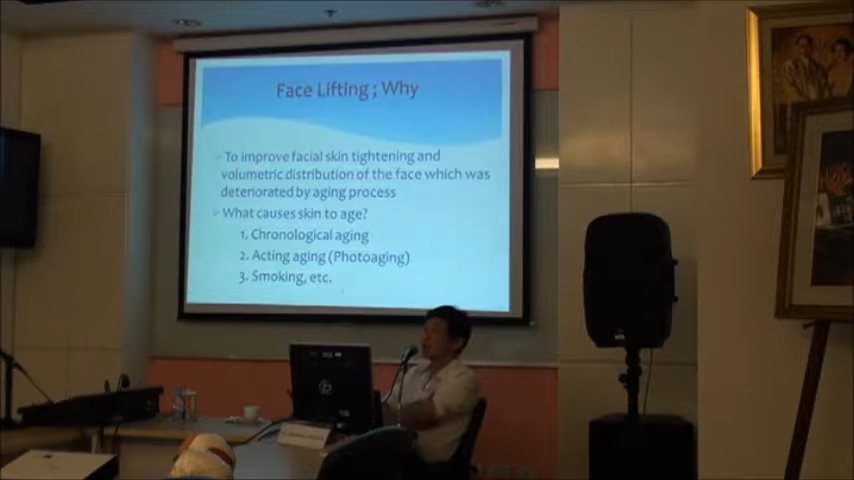 Face Lifting ; Why
To improve facial skin tightening and
volumetric distribution of the face which was
deteriorated by aging process
What causes skin to age?
1. Chronological aging
2. Acting aging (Photoaging)
3. Smoking, etc.